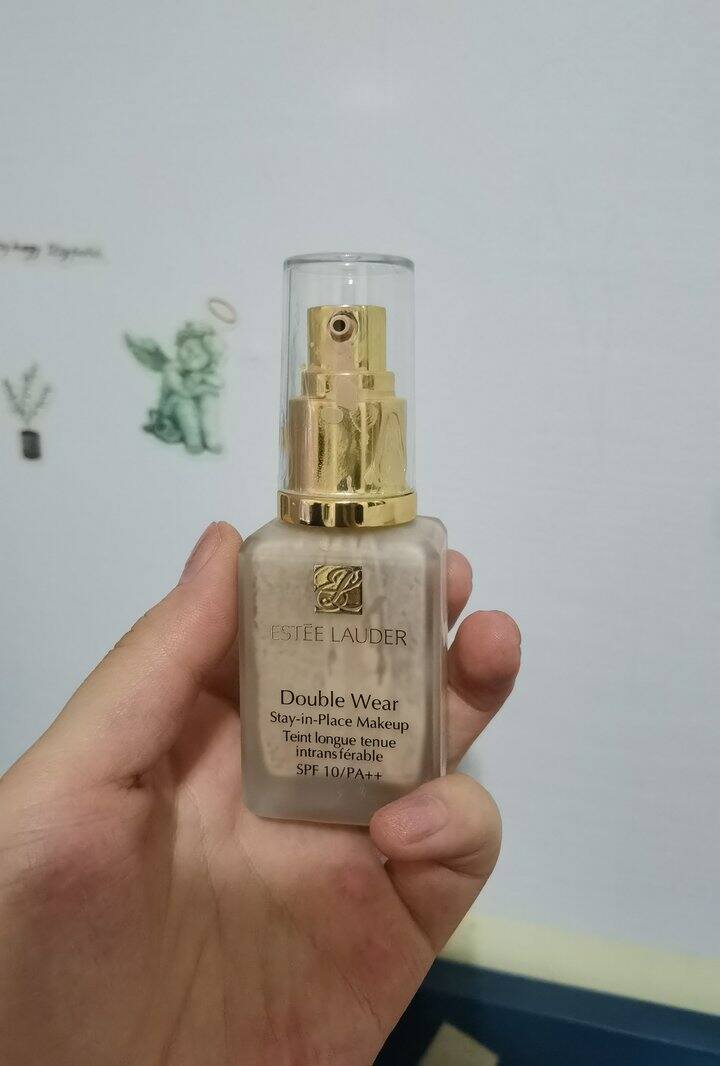 ESTĒE LAUDER
Double Wear
Stay-in-Place Makeup
Teint longue tenue
intransférable
SPF 10/PA++